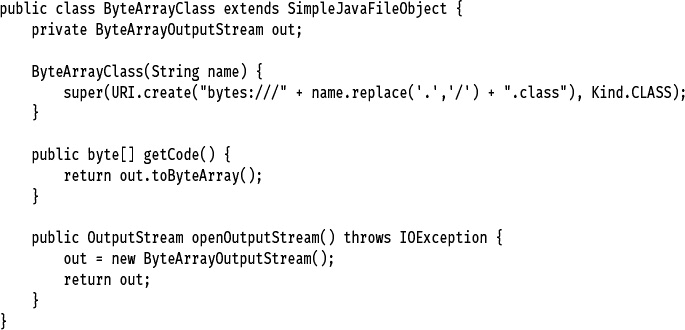 public class ByteArrayClass extends SimpleJavaFileObject {
    private ByteArrayOutputStream out;

    ByteArrayClass(String name) {
        super(URI.create("bytes:///" + name.replace('.','/') + ".class"), Kind.CLASS);
    }

    public byte[] getCode() {
        return out.toByteArray();
    }

    public OutputStream openOutputStream() throws IOException {
        out = new ByteArrayOutputStream();
        return out;
    }
}